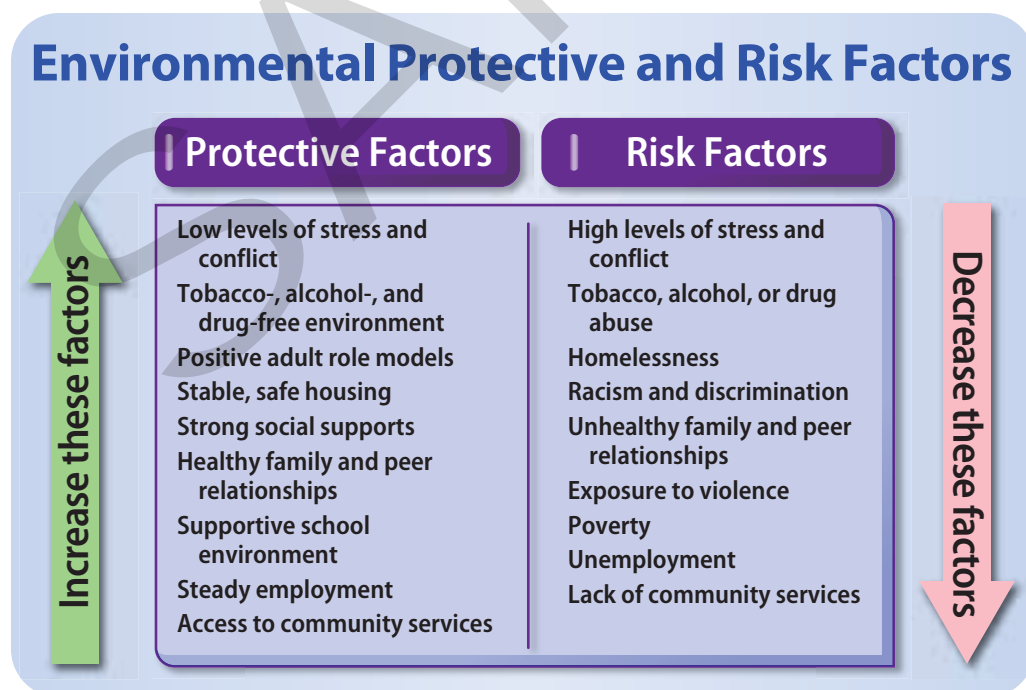 Environmental Protective and Risk Factors
Protective Factors
Risk Factors
Increase these factors
Low levels of stress and
conflict
Tobacco-, alcohol-, and
drug-free environment
Positive adult role models
Stable, safe housing
Strong social supports
Healthy family and peer
relationships
Supportive school
environment
Steady employment
Access to community services
High levels of stress and
conflict
Tobacco, alcohol, or drug
abuse
Homelessness
Racism and discrimination
Unhealthy family and peer
relationships
Exposure to violence
Poverty
Unemployment
Lack of community services
Decrease these factors